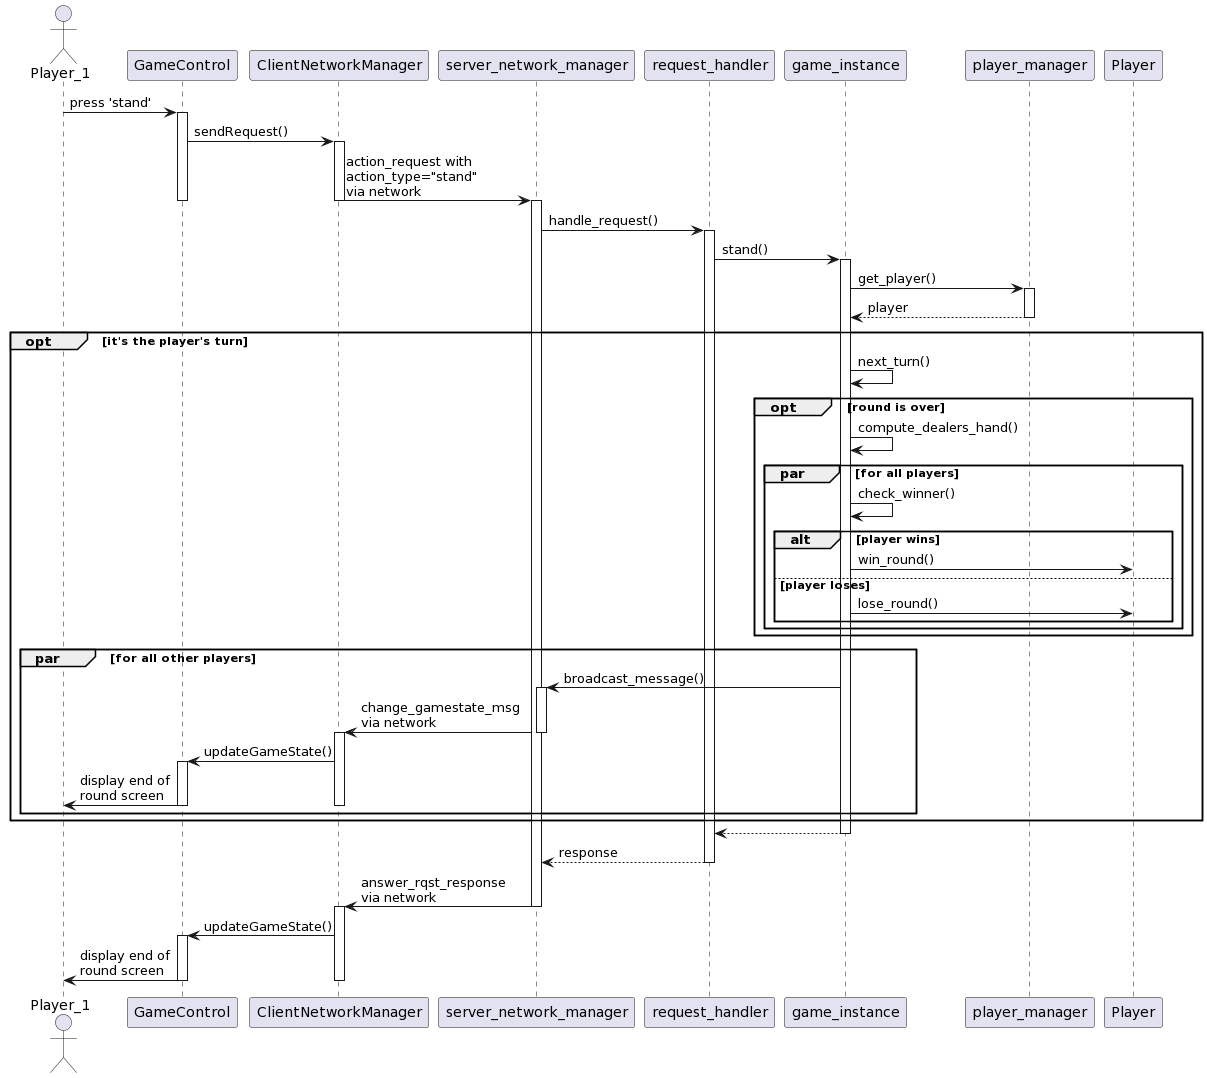 Player_1
GameControl
ClientNetworkManager
server_network_manager
request_handler
game_instance
player_manager
Player
press 'stand'
sendRequest()
action_request with
action_type="stand"
via network
handle_request()
stand()
get_player()
player
opt
[it's the player's turn]
next_turn()
opt
[round is over]
compute_dealers_hand()
par
[for all players]
check_winner()
alt
[player wins]
win_round()
[player loses]
lose_round()
par
[for all other players]
broadcast_message()
change_gamestate_msg
via network
updateGameState()
display end of
round screen
response
answer_rqst_response
via network
updateGameState()
display end of
round screen
Player_1
GameControl
ClientNetworkManager
server_network_manager
request_handler
game_instance
player_manager
Player